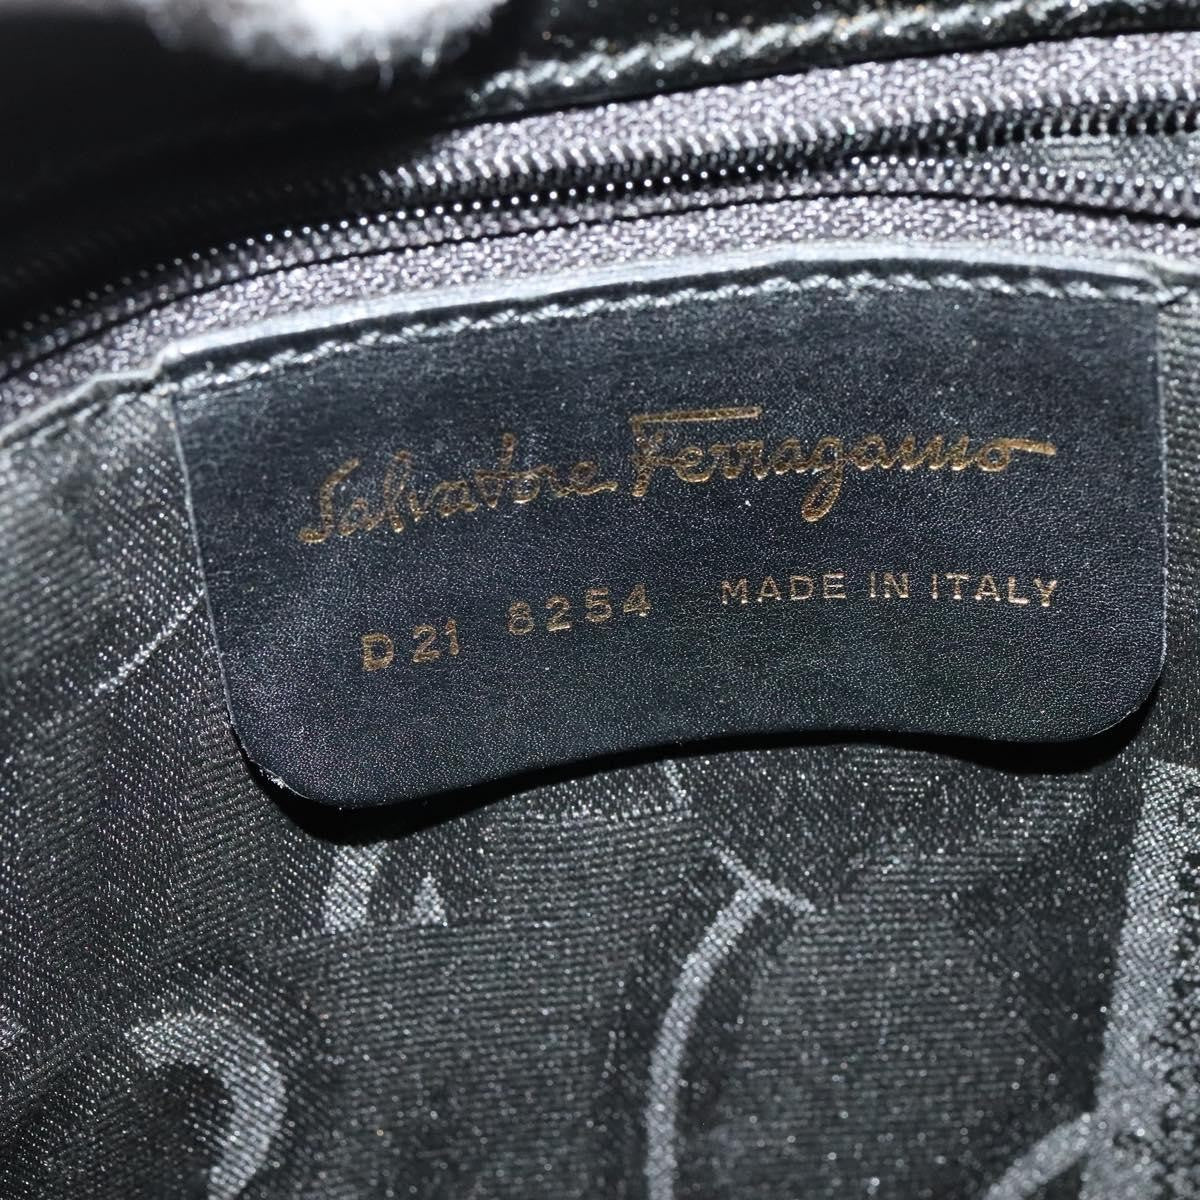 Salvatore Ferragamo
D21 8254 MADE IN ITALY